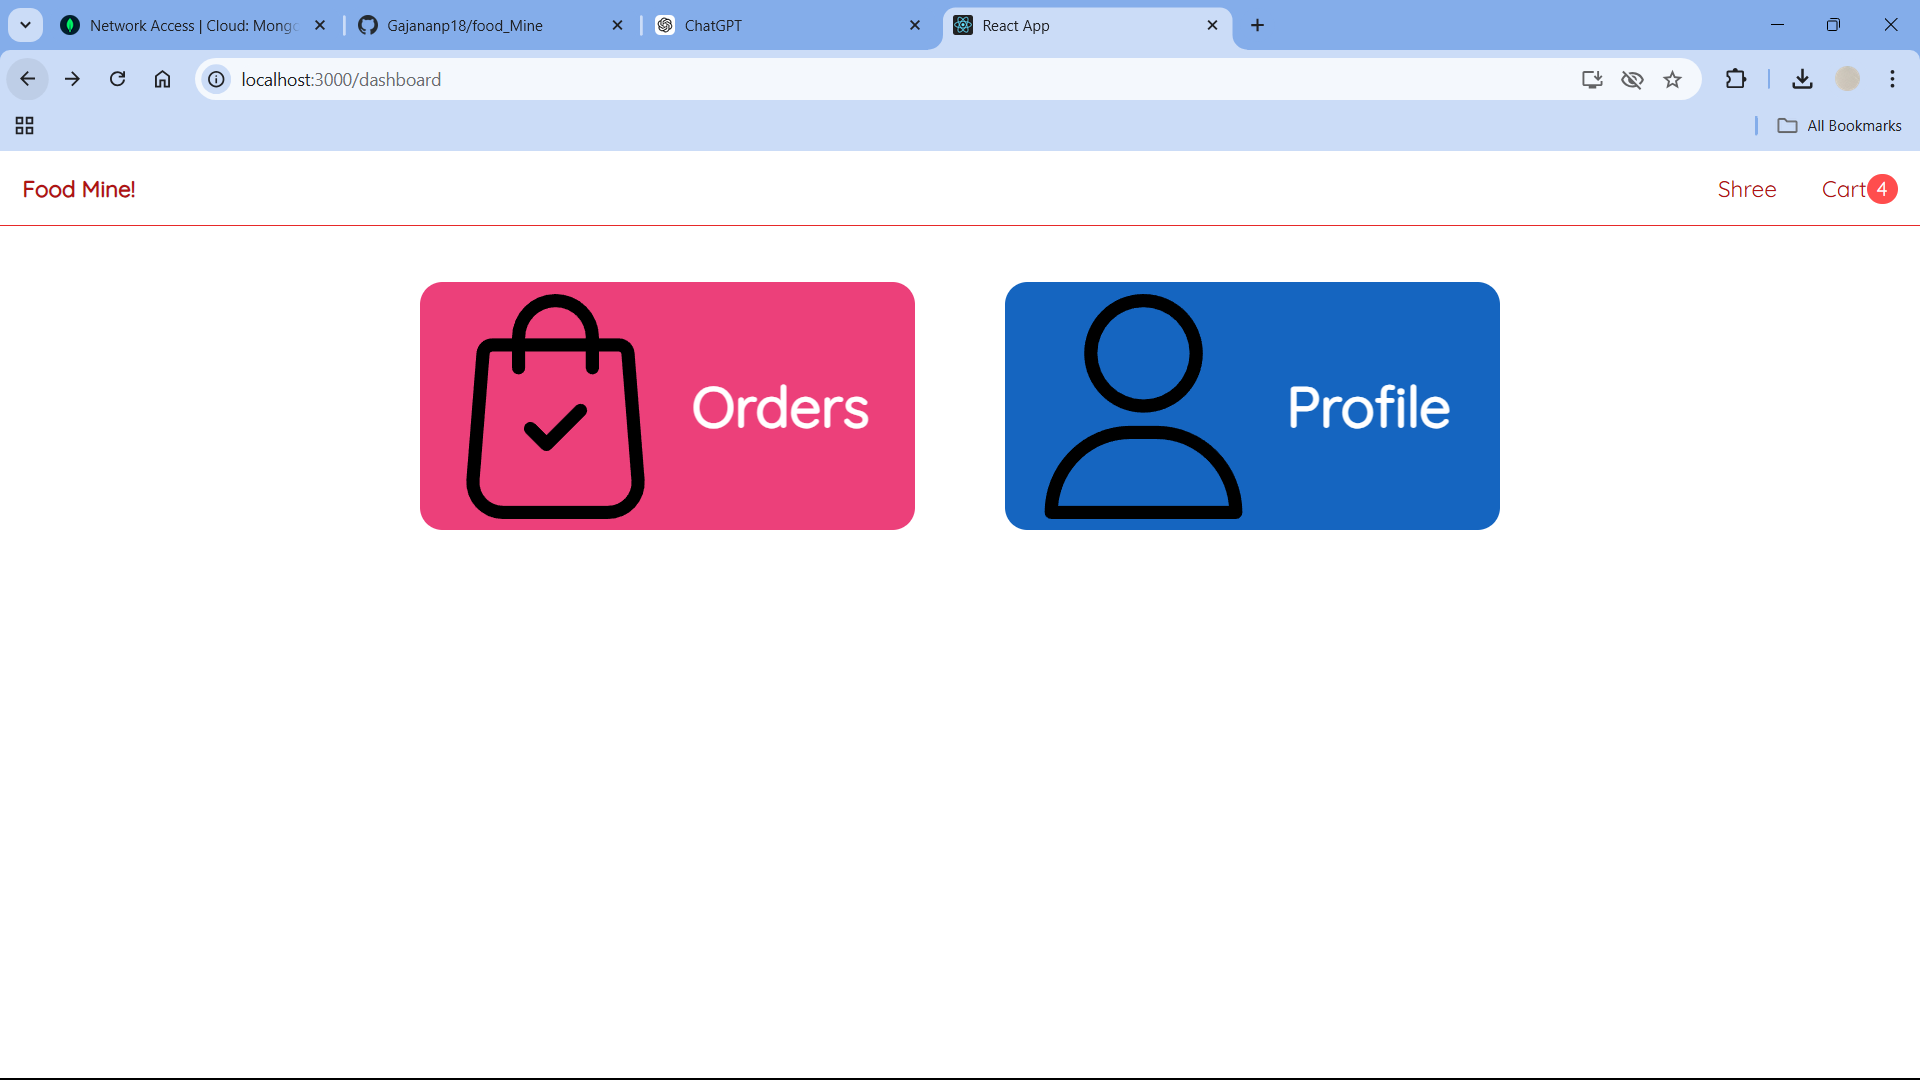 Network Access | Cloud: Mongo
Gajananp18/food_Mine
ChatGPT
React App
localhost:3000/dashboard
All Bookmarks
Food Mine!
Shree
Cart 4
Orders
Profile